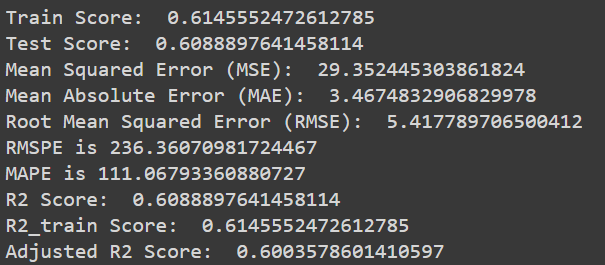 Train Score:  0.6145552472612785
Test Score:  0.6088897641458114
Mean Squared Error (MSE):  29.352445303861824
Mean Absolute Error (MAE):  3.4674832906829978
Root Mean Squared Error (RMSE):  5.417789706500412
RMSPE is 236.36070981724467
MAPE is 111.06793360880727
R2 Score:  0.6088897641458114
R2_train Score:  0.6145552472612785
Adjusted R2 Score:  0.6003578601410597